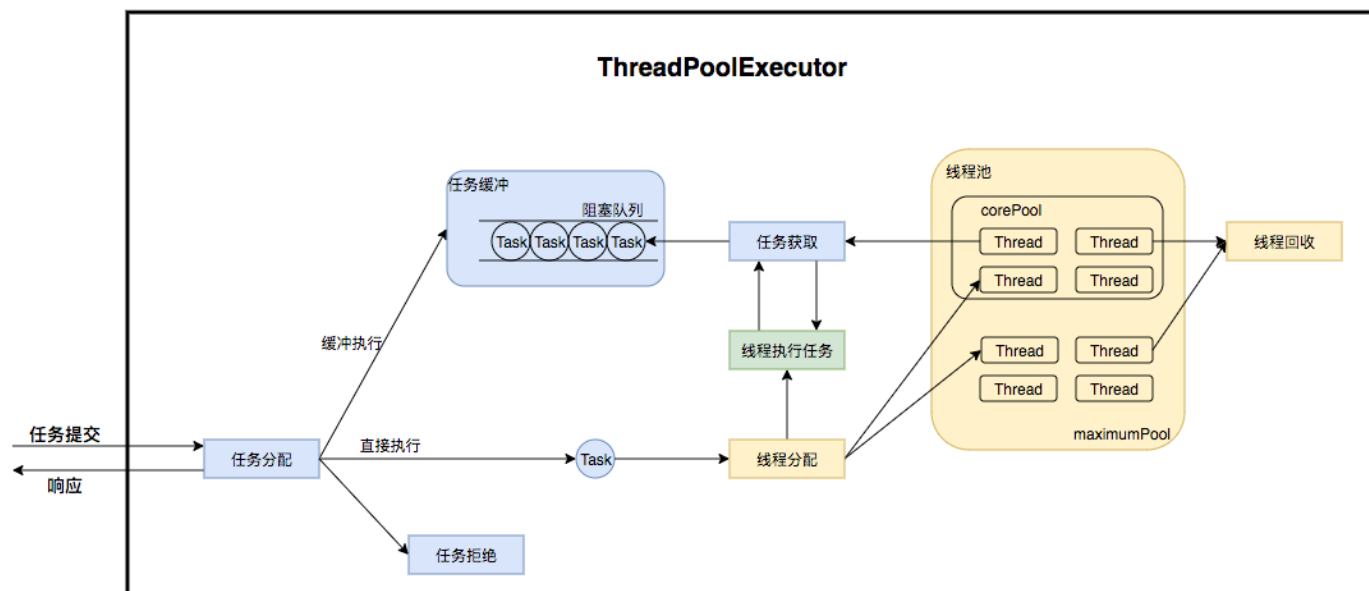 ThreadPoolExecutor
任务缓冲
阻塞队列
Task Task Task Task
任务获取
线程池
corePool
Thread Thread
Thread Thread
线程回收
缓冲执行
线程执行任务
Thread Thread
Thread Thread
maximumPool
任务提交
响应
任务分配
直接执行
Task
线程分配
任务拒绝